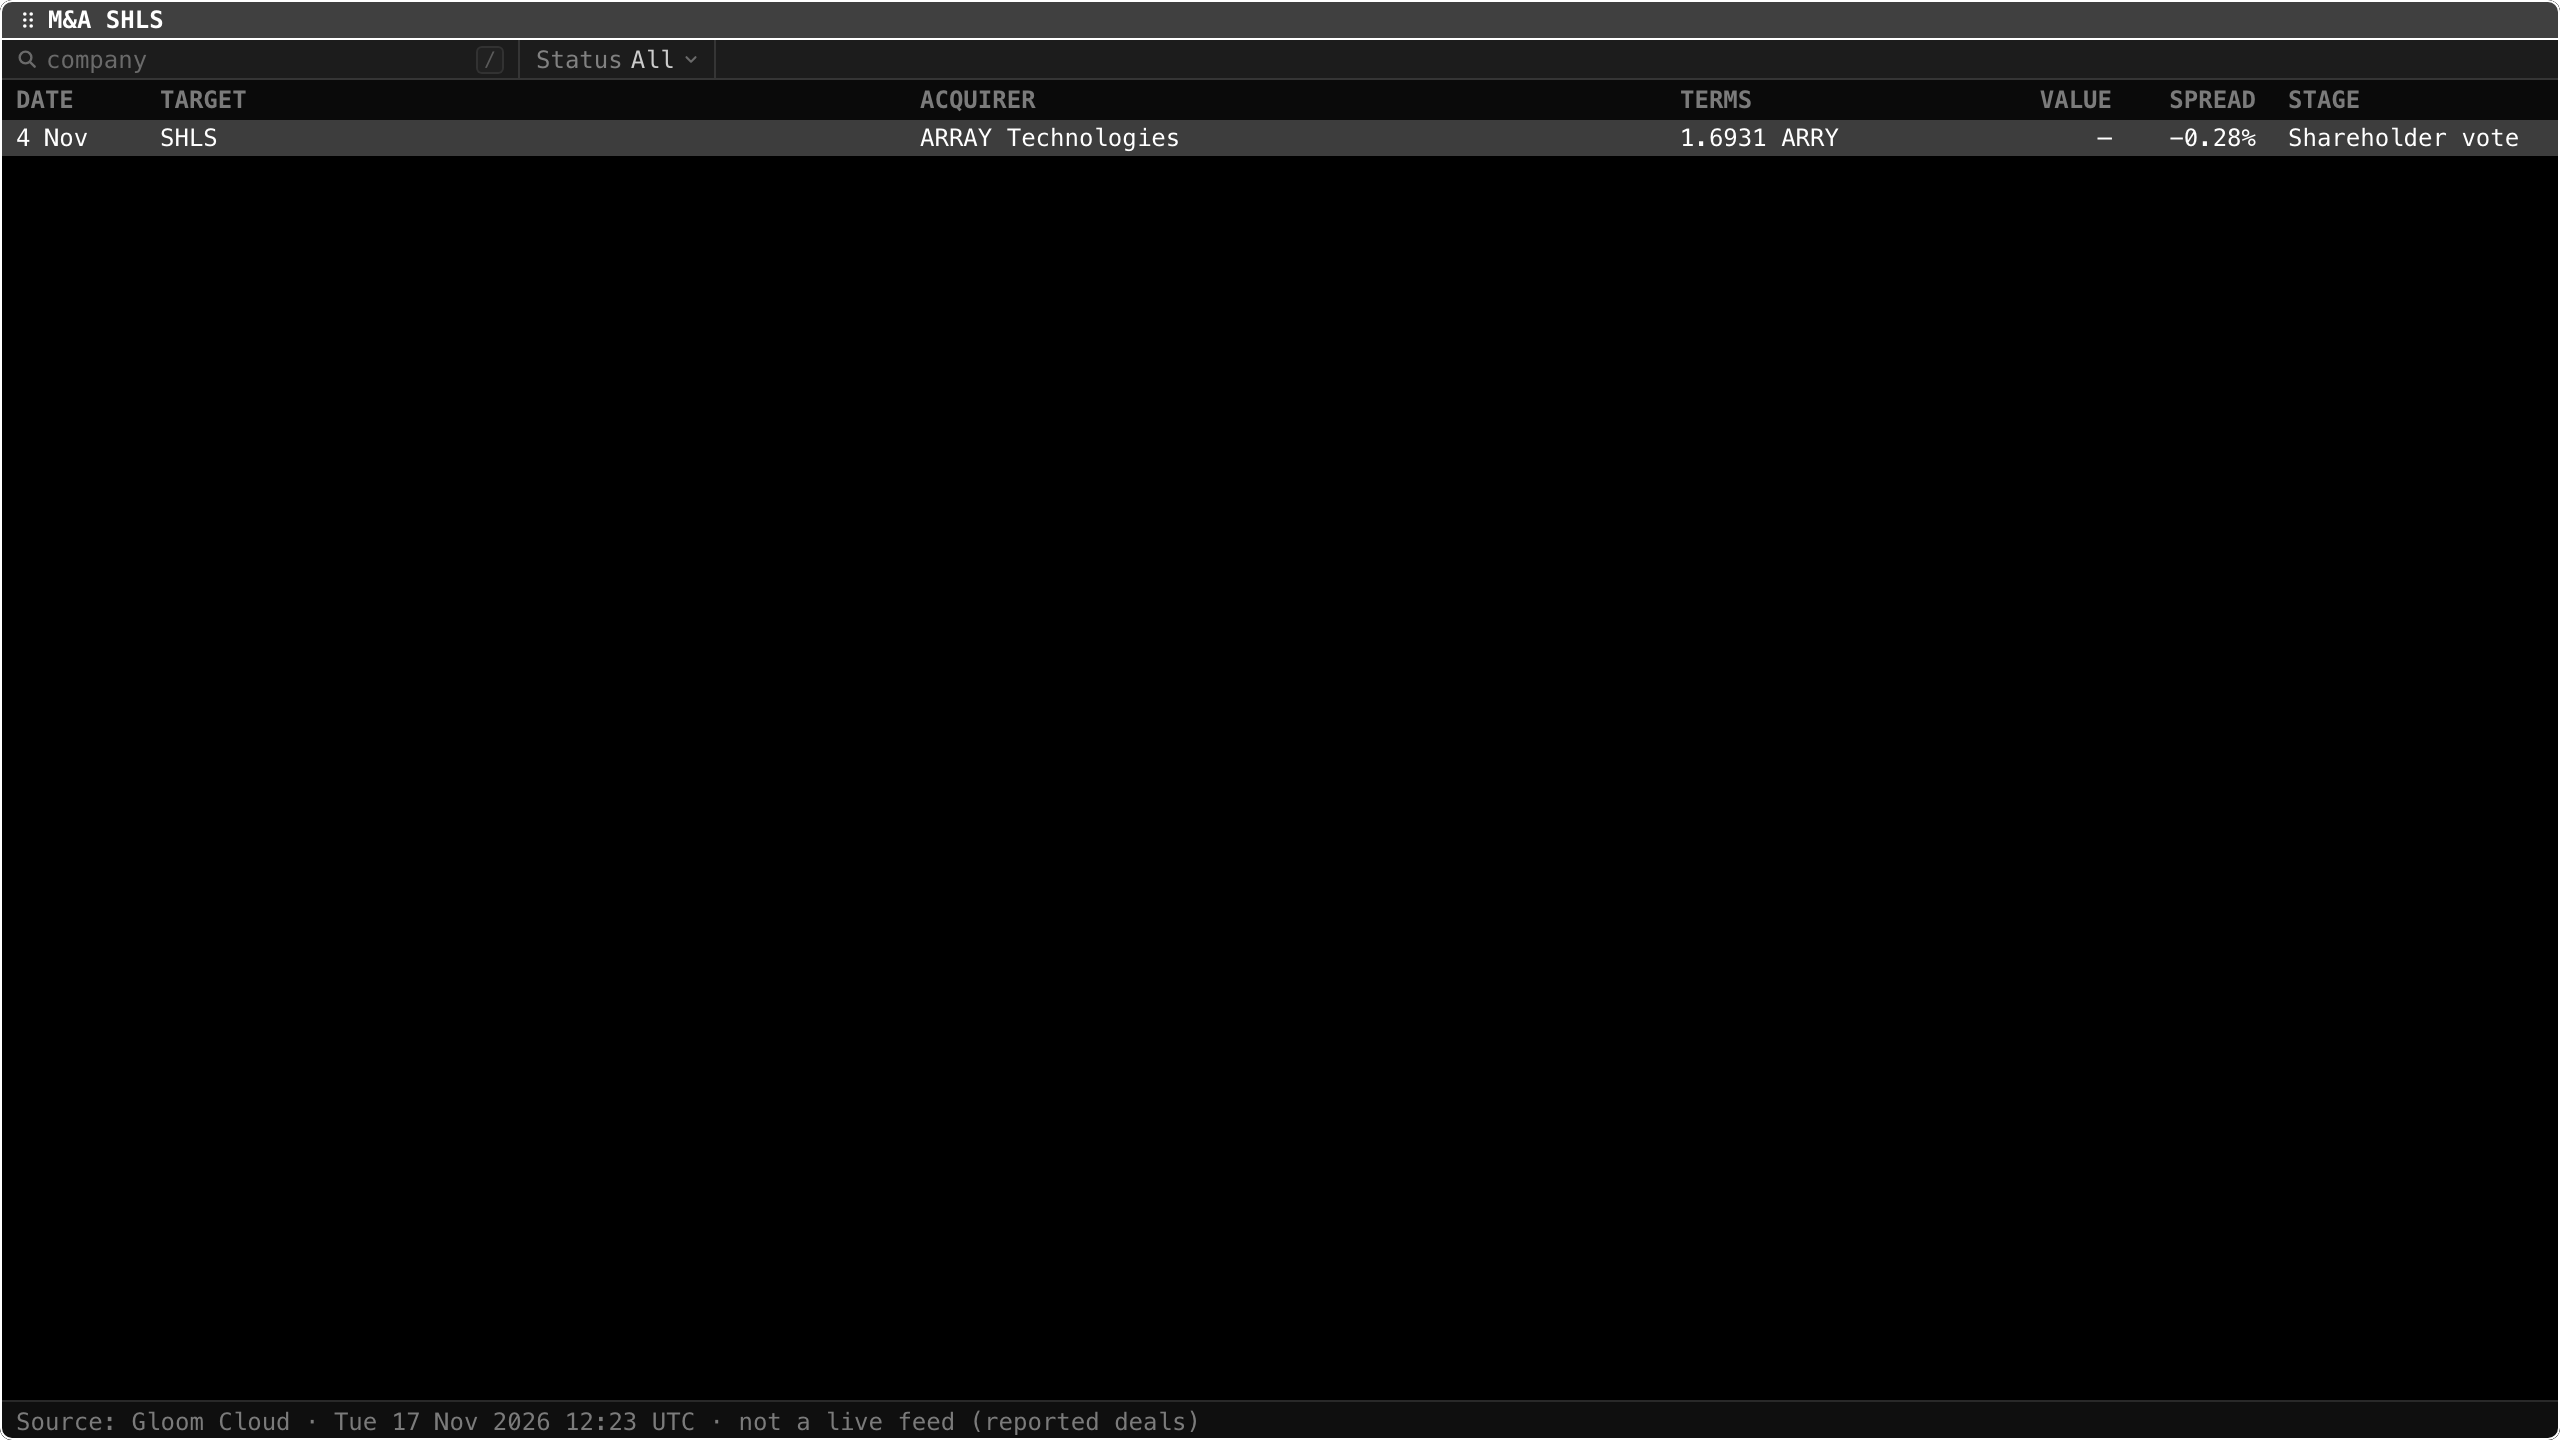 M&A SHLS
company / Status All
DATE TARGET ACQUIRER TERMS VALUE SPREAD STAGE
4 Nov SHLS ARRAY Technologies 1.6931 ARRY — −0.28% Shareholder vote
Source: Gloom Cloud · Tue 17 Nov 2026 12:23 UTC · not a live feed (reported deals)